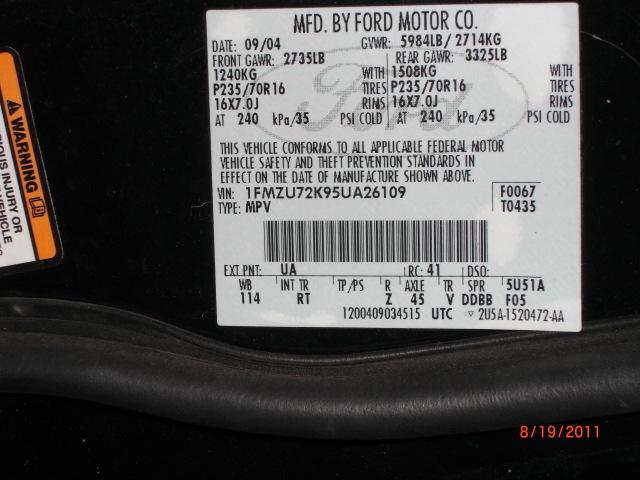 MFD. BY FORD MOTOR CO.
DATE: 09/04 GVWR: 5984LB/ 2714KG
FRONT GAWR: 2735LB REAR GAWR: 3325LB
1240KG WITH 1508KG WITH
P235/70R16 TIRES P235/70R16 TIRES
16X7.0J RIMS 16X7.0J RIMS
AT 240 kPa/35 PSI COLD AT 240 kPa/35 PSI COLD
Ford
THIS VEHICLE CONFORMS TO ALL APPLICABLE FEDERAL MOTOR
VEHICLE SAFETY AND THEFT PREVENTION STANDARDS IN
EFFECT ON THE DATE OF MANUFACTURE SHOWN ABOVE.
VIN: 1FMZU72K95UA26109 F0067
TYPE: MPV T0435
EXT PNT: UA RC: 41 DSO:
WB INT TR TP/PS R AXLE TR SPR 5U51A
114 RT Z 45 V DDBB F05
1200409034515 UTC ▽ 2U5A-1520472-AA
WARNING
INJURY OR
VEHICLE
8/19/2011